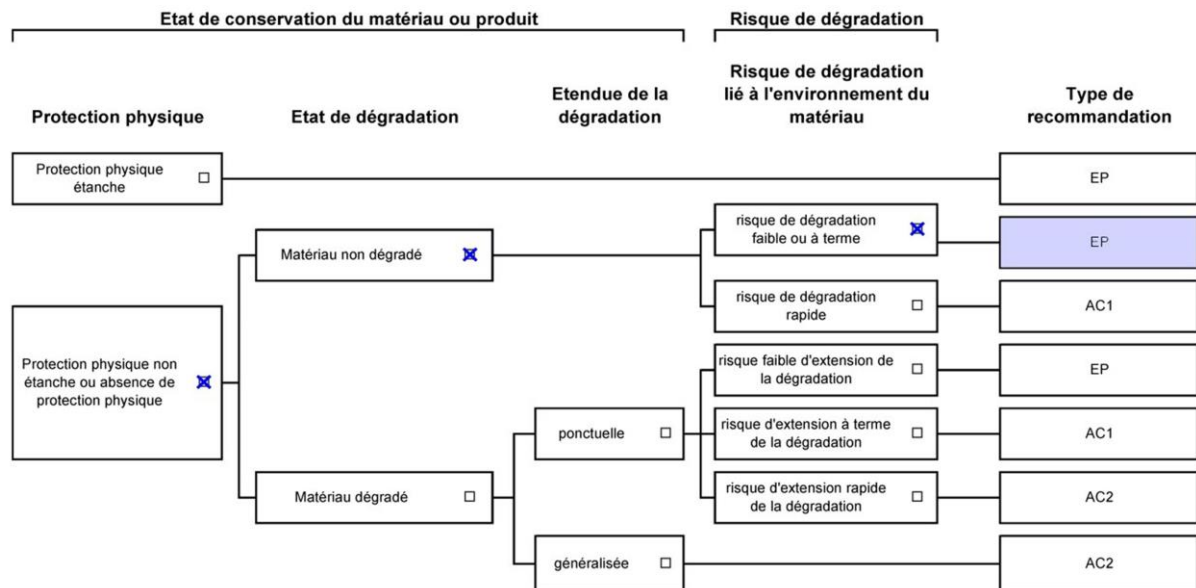 Etat de conservation du matériau ou produit
Risque de dégradation
Protection physique
Etat de dégradation
Etendue de la
dégradation
Risque de dégradation
lié à l'environnement du
matériau
Type de
recommandation
Protection physique
étanche
EP
risque de dégradation
faible ou à terme
EP
Matériau non dégradé
risque de dégradation
rapide
AC1
Protection physique non
étanche ou absence de
protection physique
risque faible d'extension de
la dégradation
EP
ponctuelle
risque d'extension à terme
de la dégradation
AC1
Matériau dégradé
risque d'extension rapide
de la dégradation
AC2
généralisée
AC2